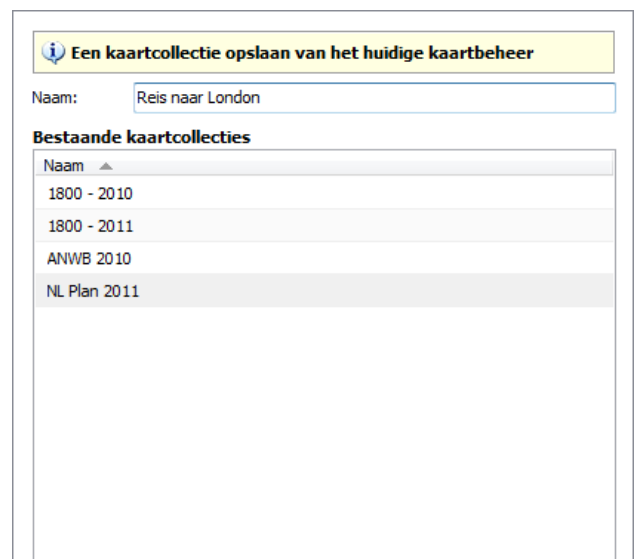 Een kaartcollectie opslaan van het huidige kaartbeheer
Naam: Reis naar London
Bestaande kaartcollecties
Naam
1800 - 2010
1800 - 2011
ANWB 2010
NL Plan 2011